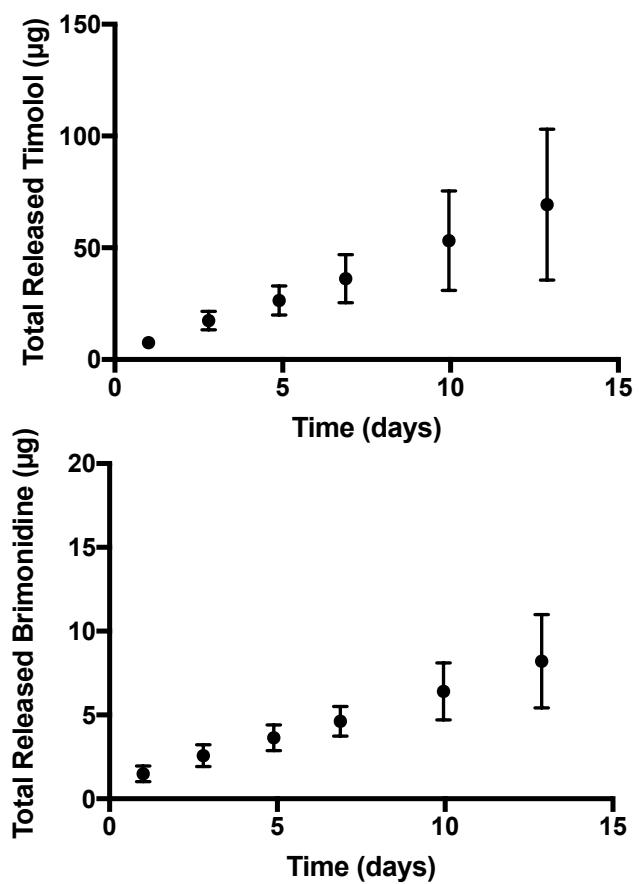 Total Released Timolol (µg)
150
100
50
0
0 5 10 15
Time (days)
Total Released Brimonidine (µg)
20
15
10
5
0
0 5 10 15
Time (days)